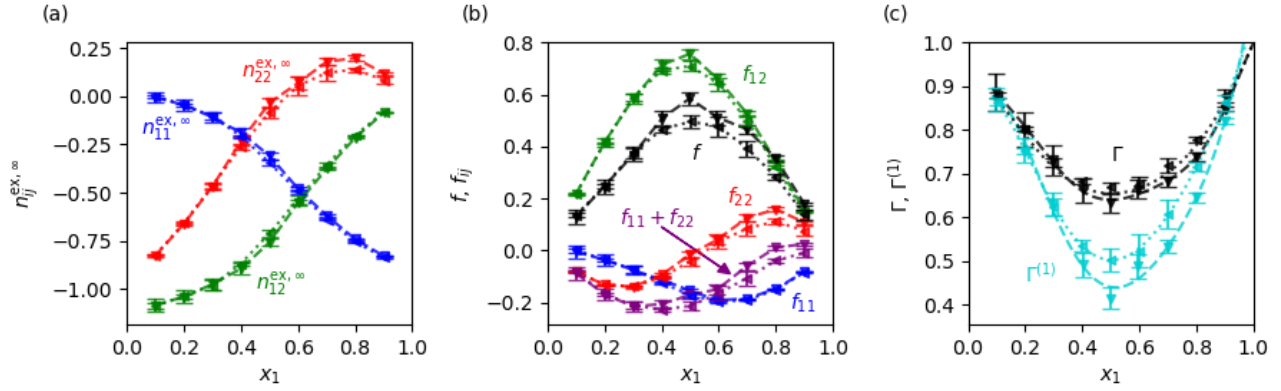 (a)
(b)
(c)
0.25
0.00
−0.25
−0.50
−0.75
−1.00
n_{ij}^{ex,∞}
n_{22}^{ex,∞}
n_{11}^{ex,∞}
n_{12}^{ex,∞}
0.0 0.2 0.4 0.6 0.8 1.0
x_1
0.8
0.6
0.4
0.2
0.0
−0.2
f, f_{ij}
f_{12}
f
f_{22}
f_{11} + f_{22}
f_{11}
0.0 0.2 0.4 0.6 0.8 1.0
x_1
1.0
0.9
0.8
0.7
0.6
0.5
0.4
Γ, Γ^{(1)}
Γ
Γ^{(1)}
0.0 0.2 0.4 0.6 0.8 1.0
x_1